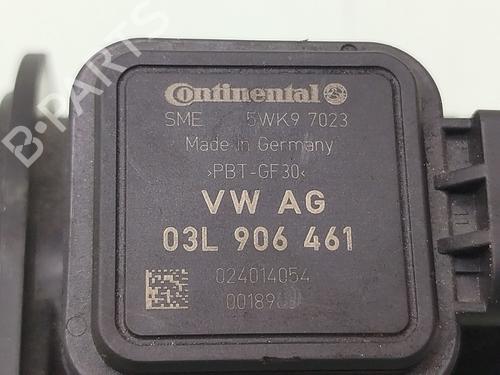 B-PARTS
Continental
SME 5WK9 7023
Made in Germany
>PBT-GF30<
VW AG
03L 906 461
024014054